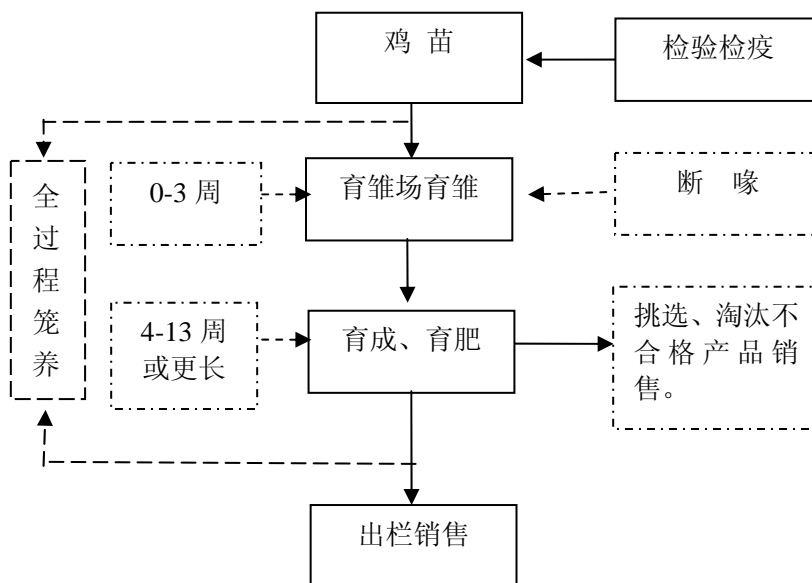 鸡 苗
检验检疫
全
过
程
笼
养
0-3 周
育雏场育雏
断 喙
4-13 周
或更长
育成、育肥
挑选、淘汰不
合格产品销
售。
出栏销售